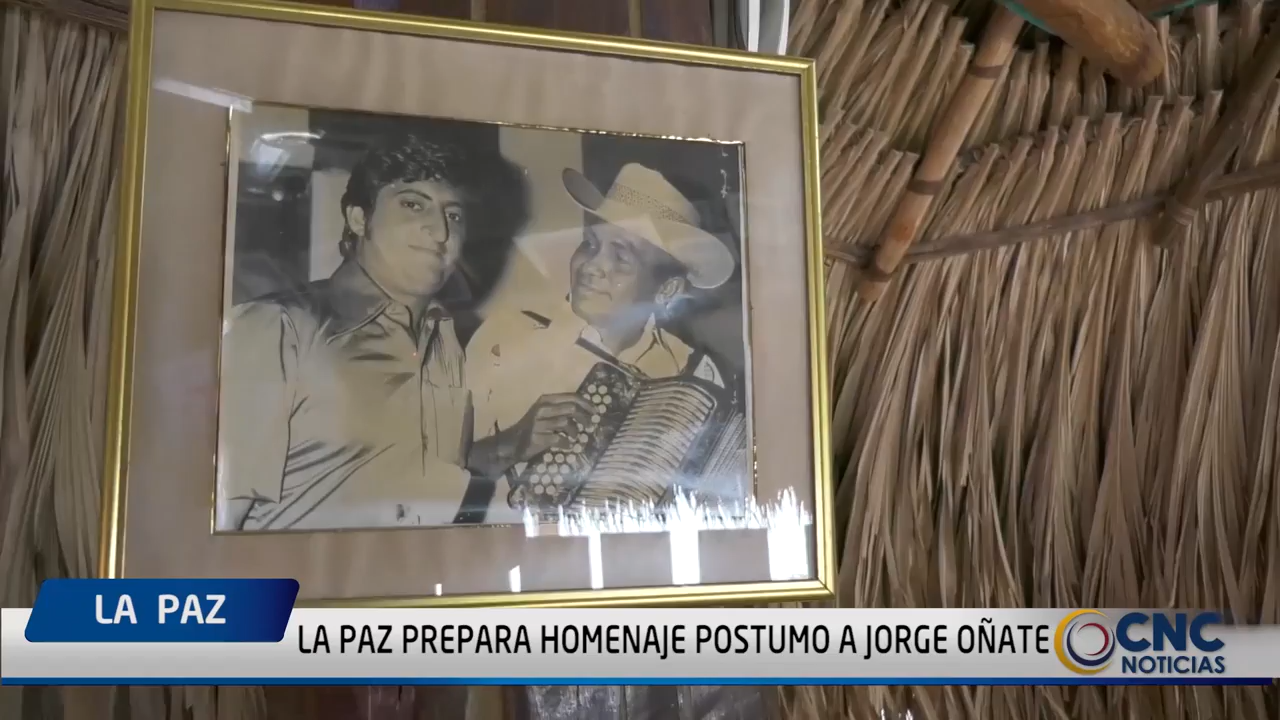 LA PAZ
LA PAZ PREPARA HOMENAJE POSTUMO A JORGE OÑATE
CNC
NOTICIAS